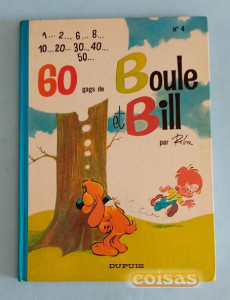 1... 2... 6... 8...
n° 4
10... 20... 30... 40...
50...
60 gags de Boule
et Bill
par Roba
DUPUIS
coisas